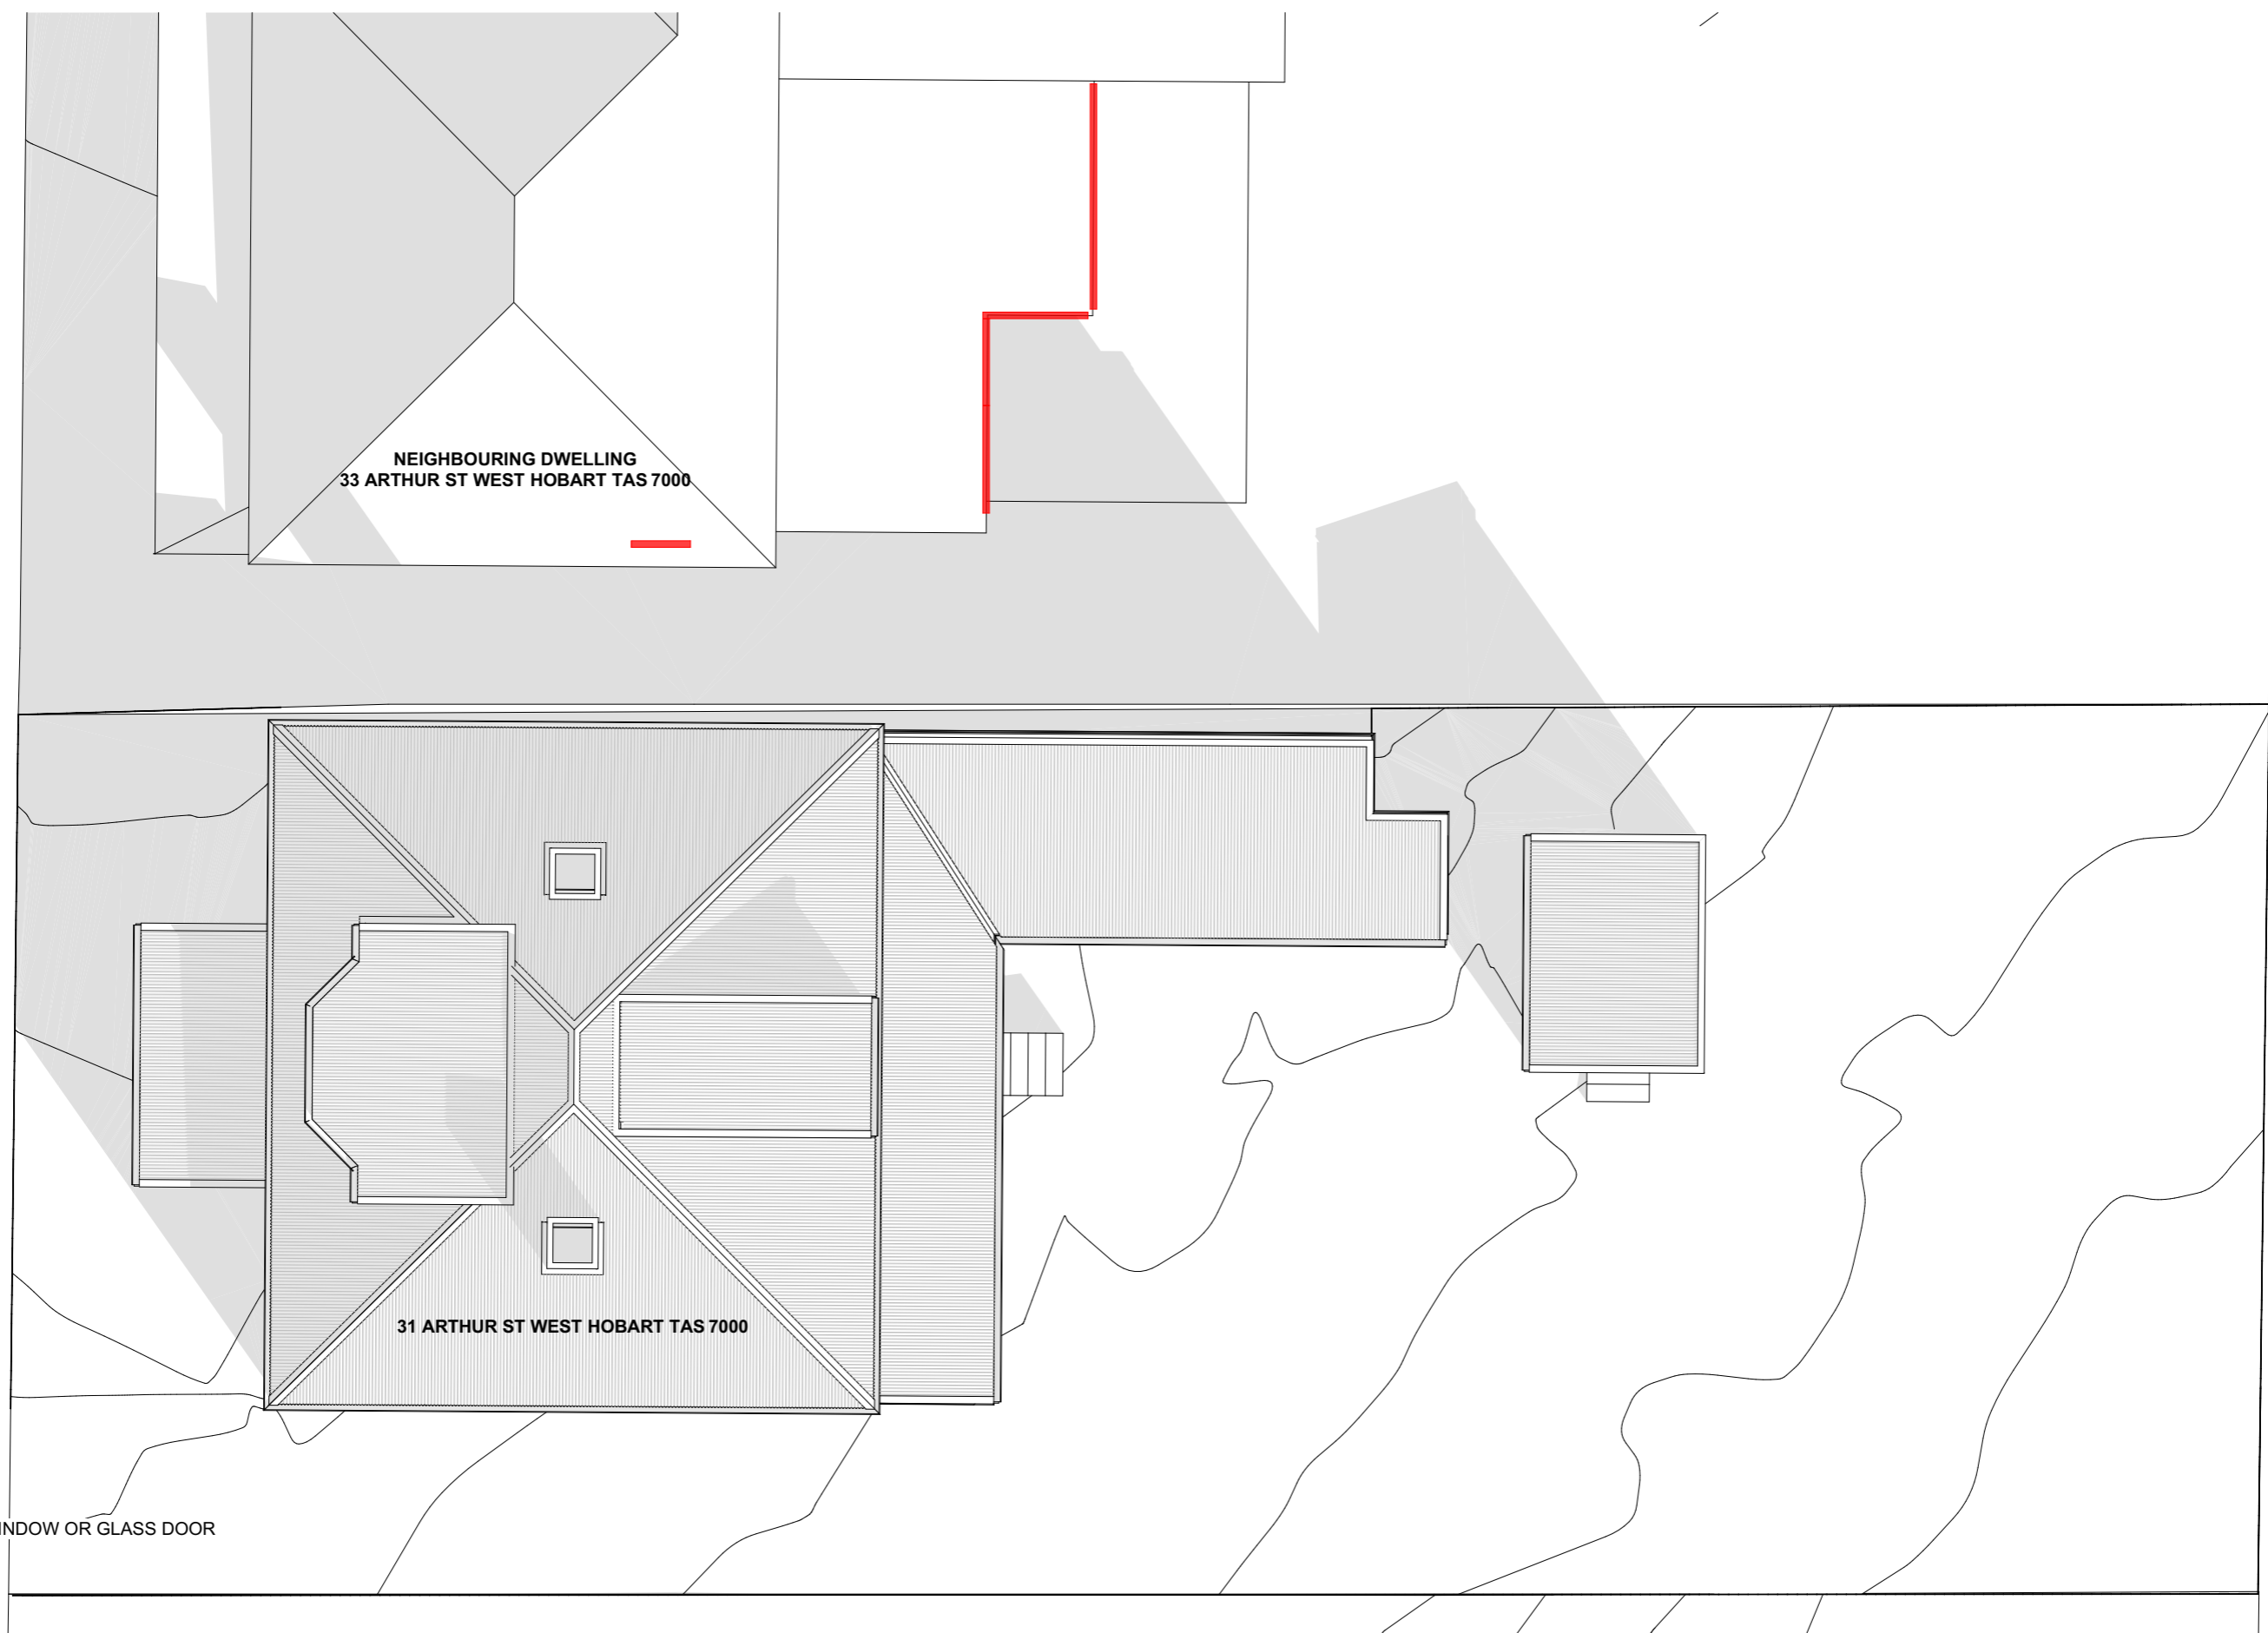 NEIGHBOURING DWELLING
33 ARTHUR ST WEST HOBART TAS 7000
31 ARTHUR ST WEST HOBART TAS 7000
NDOW OR GLASS DOOR